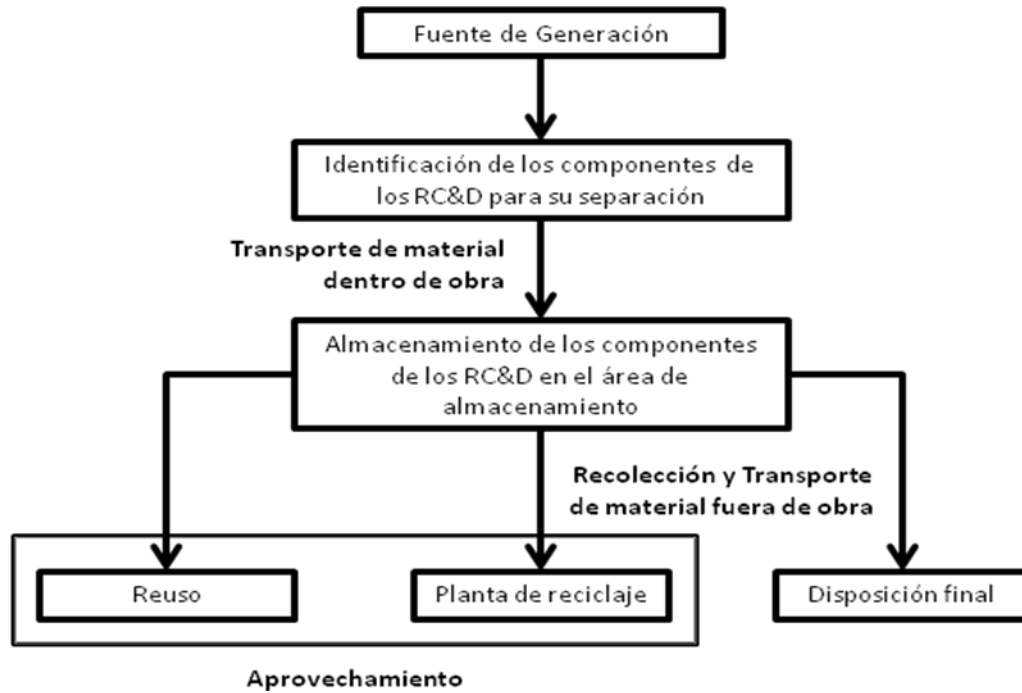 Fuente de Generación
Identificación de los componentes de
los RC&D para su separación
Transporte de material
dentro de obra
Almacenamiento de los componentes
de los RC&D en el área de
almacenamiento
Recolección y Transporte
de material fuera de obra
Reuso
Planta de reciclaje
Disposición final
Aprovechamiento